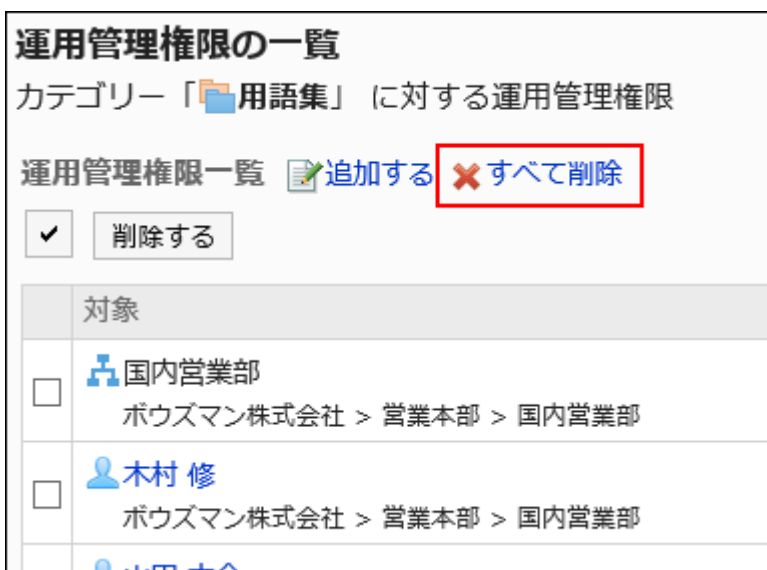 運用管理権限の一覧
カテゴリー「用語集」 に対する運用管理権限
運用管理権限一覧 追加する すべて削除
削除する
対象
国内営業部
ボウズマン株式会社 > 営業本部 > 国内営業部
木村 修
ボウズマン株式会社 > 営業本部 > 国内営業部